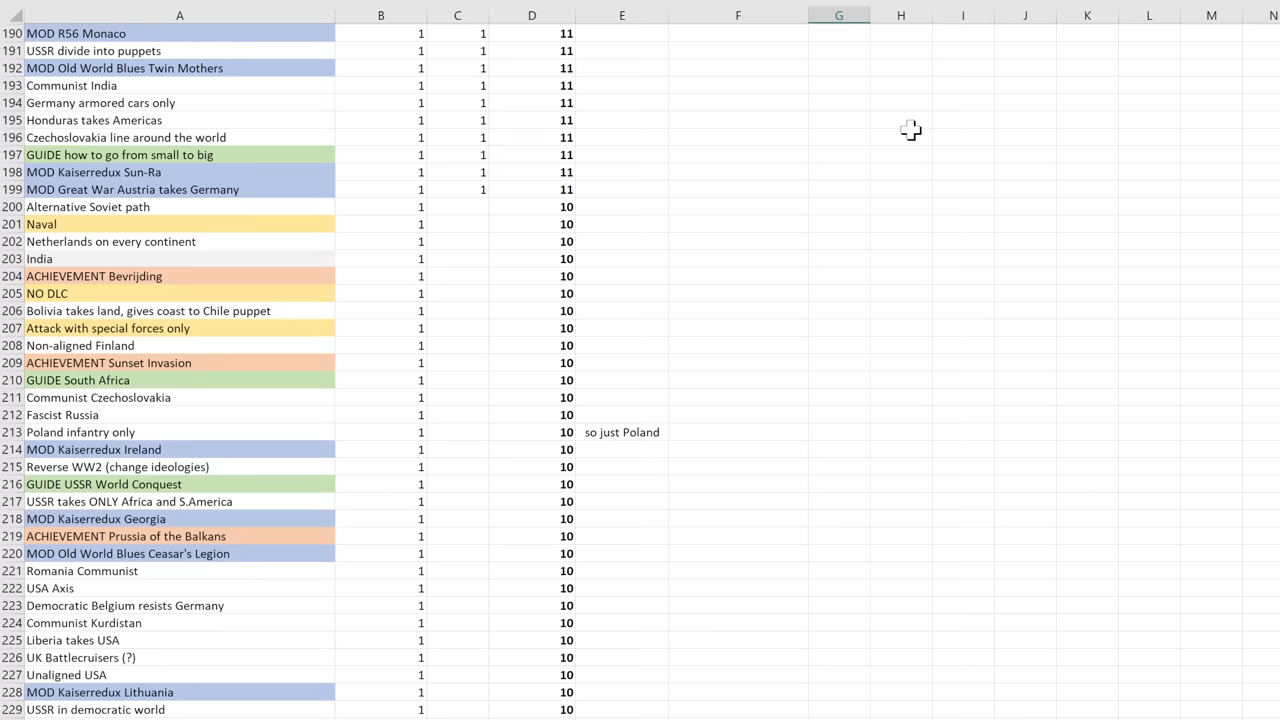 A B C D E F G H I J K L M N
190 MOD R56 Monaco 1 1 11
191 USSR divide into puppets 1 1 11
192 MOD Old World Blues Twin Mothers 1 1 11
193 Communist India 1 1 11
194 Germany armored cars only 1 1 11
195 Honduras takes Americas 1 1 11
196 Czechoslovakia line around the world 1 1 11
197 GUIDE how to go from small to big 1 1 11
198 MOD Kaiserredux Sun-Ra 1 1 11
199 MOD Great War Austria takes Germany 1 1 11
200 Alternative Soviet path 1 10
201 Naval 1 10
202 Netherlands on every continent 1 10
203 India 1 10
204 ACHIEVEMENT Bevrijding 1 10
205 NO DLC 1 10
206 Bolivia takes land, gives coast to Chile puppet 1 10
207 Attack with special forces only 1 10
208 Non-aligned Finland 1 10
209 ACHIEVEMENT Sunset Invasion 1 10
210 GUIDE South Africa 1 10
211 Communist Czechoslovakia 1 10
212 Fascist Russia 1 10
213 Poland infantry only 1 10 so just Poland
214 MOD Kaiserredux Ireland 1 10
215 Reverse WW2 (change ideologies) 1 10
216 GUIDE USSR World Conquest 1 10
217 USSR takes ONLY Africa and S.America 1 10
218 MOD Kaiserredux Georgia 1 10
219 ACHIEVEMENT Prussia of the Balkans 1 10
220 MOD Old World Blues Ceasar's Legion 1 10
221 Romania Communist 1 10
222 USA Axis 1 10
223 Democratic Belgium resists Germany 1 10
224 Communist Kurdistan 1 10
225 Liberia takes USA 1 10
226 UK Battlecruisers (?) 1 10
227 Unaligned USA 1 10
228 MOD Kaiserredux Lithuania 1 10
229 USSR in democratic world 1 10